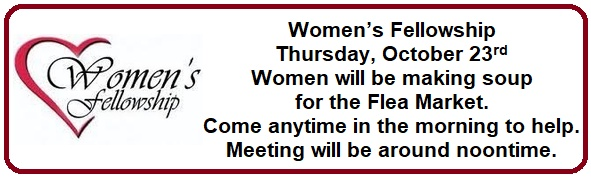 Women's
Fellowship
Women’s Fellowship
Thursday, October 23rd
Women will be making soup
for the Flea Market.
Come anytime in the morning to help.
Meeting will be around noontime.